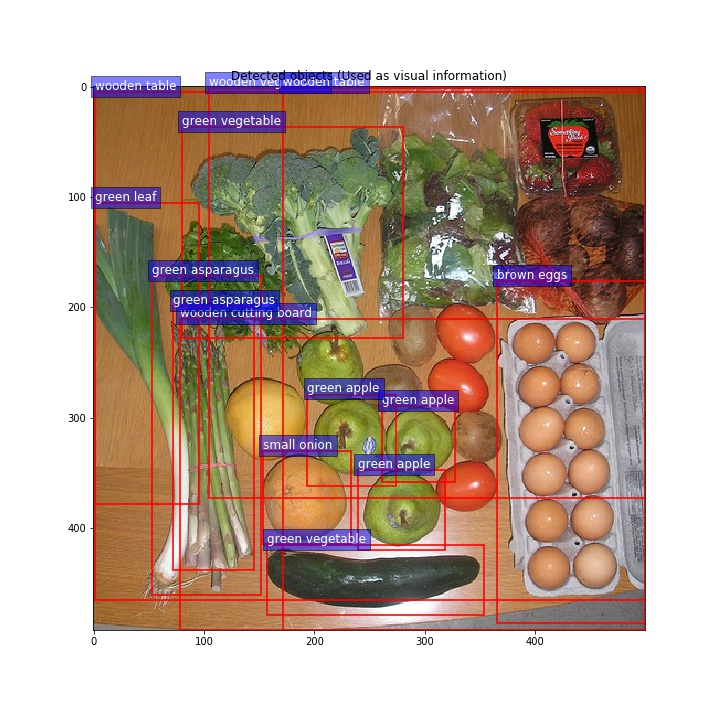 Detected objects (Used as visual information)
wooden table
wooden veg
wooden table
green vegetable
green leaf
green asparagus
brown eggs
green asparagus
wooden cutting board
green apple
green apple
small onion
green apple
green vegetable
0
100
200
300
400
0
100
200
300
400